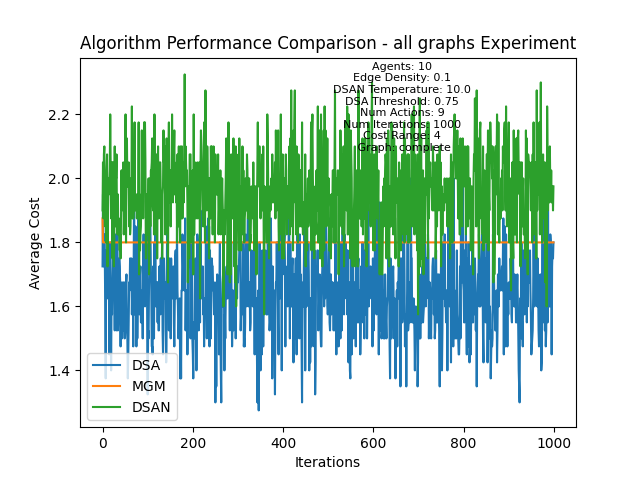 Algorithm Performance Comparison - all graphs Experiment
Agents: 10
Edge Density: 0.1
DSAN Temperature: 10.0
DSA Threshold: 0.75
Num Actions: 9
Num Iterations: 1000
Cost Range: 4
Graph: complete
Average Cost
2.2
2.0
1.8
1.6
1.4
DSA
MGM
DSAN
0 200 400 600 800 1000
Iterations